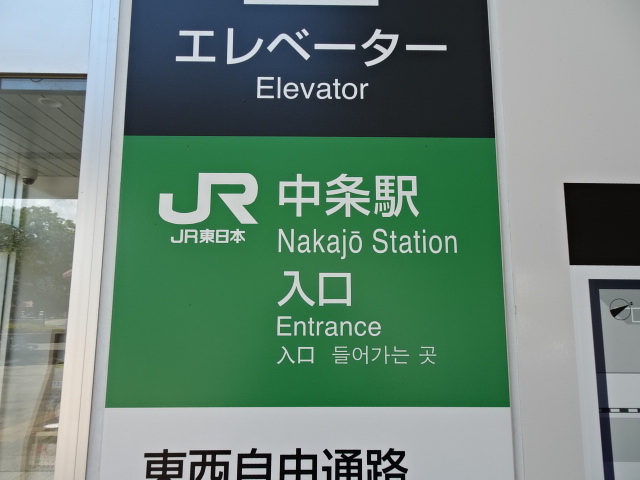 エレベーター
Elevator
JR 中条駅
JR東日本
Nakajō Station
入口
Entrance
入口 들어가는 곳
東西自由通路